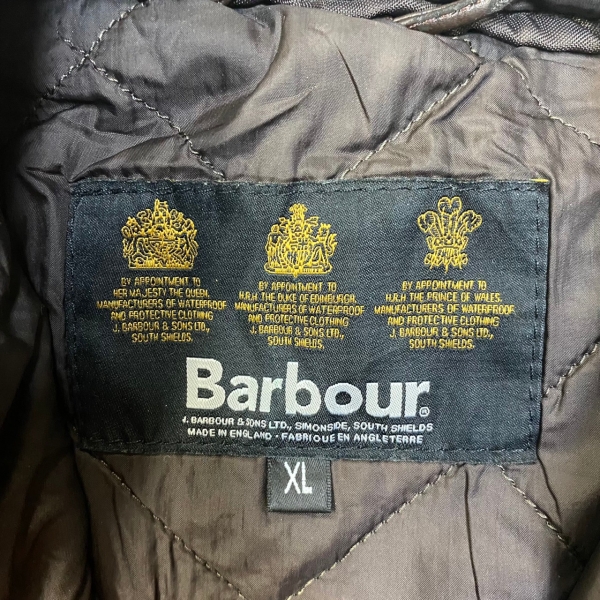 BY APPOINTMENT TO
HER MAJESTY THE QUEEN.
MANUFACTURERS OF WATERPROOF
AND PROTECTIVE CLOTHING
J. BARBOUR & SONS LTD.,
SOUTH SHIELDS
BY APPOINTMENT TO
H.R.H. THE DUKE OF EDINBURGH.
MANUFACTURERS OF WATERPROOF
AND PROTECTIVE CLOTHING
J. BARBOUR & SONS LTD.,
SOUTH SHIELDS
BY APPOINTMENT TO
H.R.H. THE PRINCE OF WALES.
MANUFACTURERS OF WATERPROOF
AND PROTECTIVE CLOTHING
J. BARBOUR & SONS LTD.,
SOUTH SHIELDS
Barbour®
J. BARBOUR & SONS LTD., SIMONSIDE, SOUTH SHIELDS
MADE IN ENGLAND · FABRIQUE EN ANGLETERRE
XL